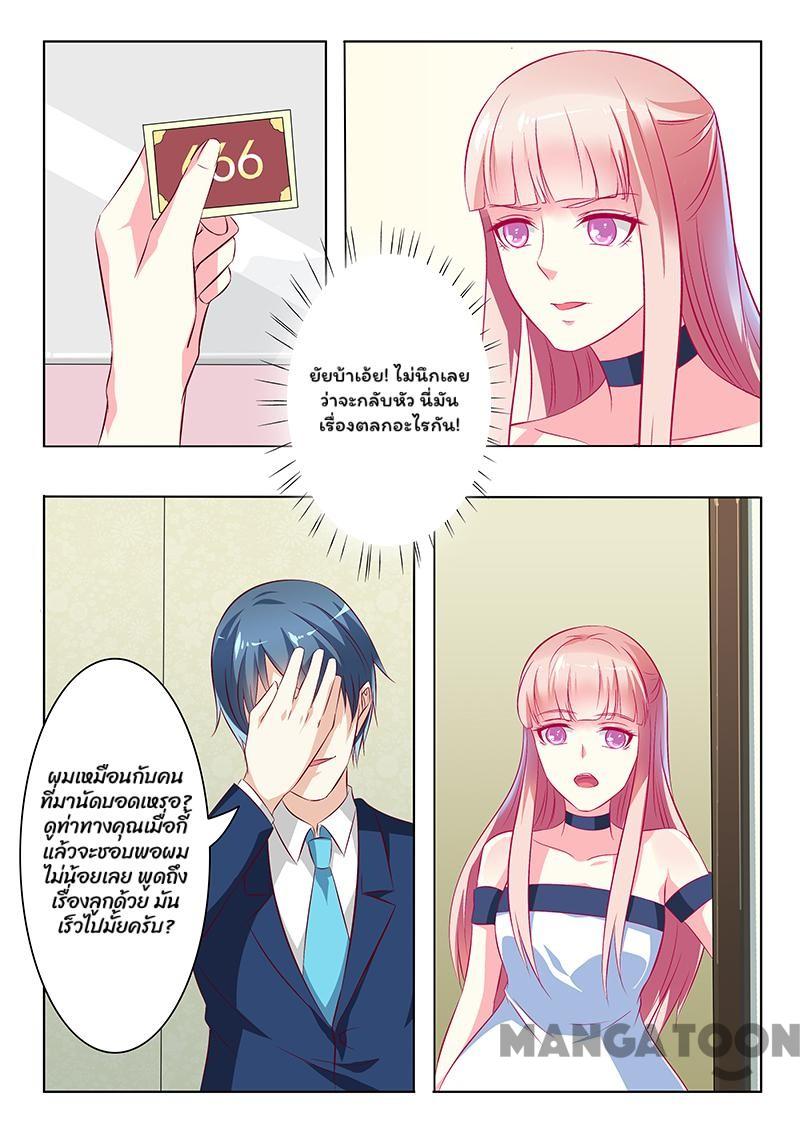 666
ยัยบ้าเอ้ย! ไม่นึกเลย
ว่าจะกลับหัว นี่มัน
เรื่องตลกอะไรกัน!
ผมเหมือนกับคน
ที่มานัดบอดเหรอ?
ดูท่าทางคุณเมื่อกี้
แล้วจะชอบพอผม
ไม่น้อยเลย พูดถึง
เรื่องลูกด้วย มัน
เร็วไปมั้ยครับ?
MANGATOON